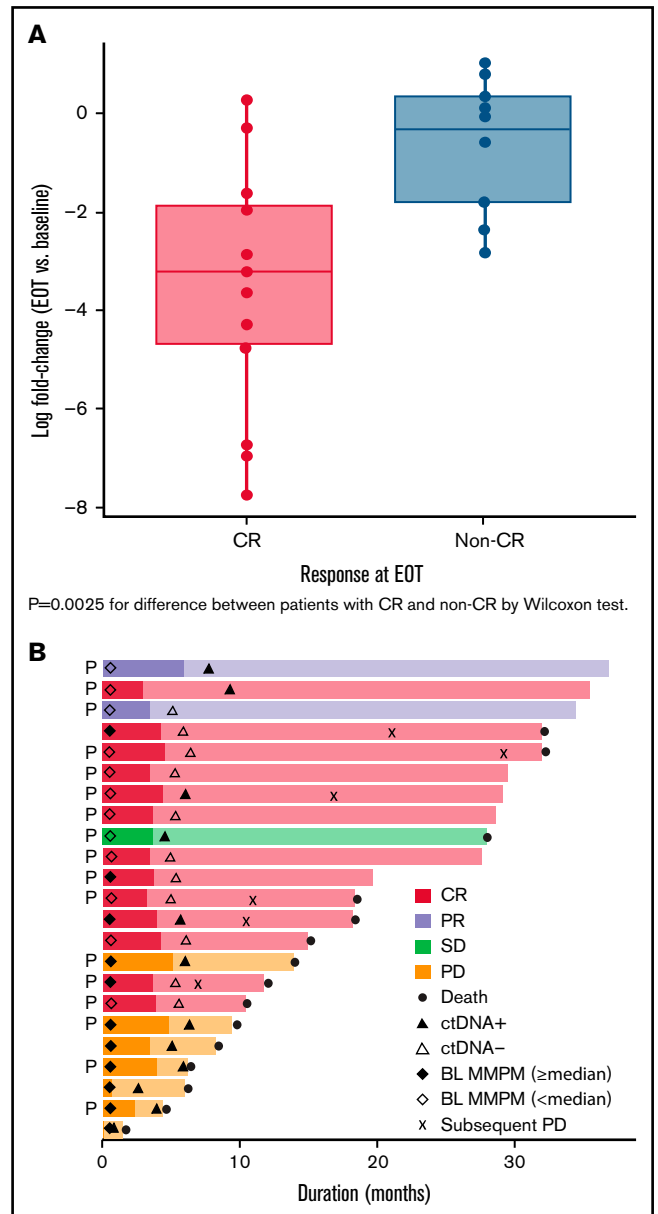 A
Log fold-change (EOT vs. baseline)
0
−2
−4
−6
−8
CR
Non-CR
Response at EOT
P=0.0025 for difference between patients with CR and non-CR by Wilcoxon test.
B
P
P
P
x
P x
P
P x
P
P
P
P
P x
x
P
P x
P
P
P
P
CR
PR
SD
PD
Death
ctDNA+
ctDNA−
BL MMPM (≥median)
BL MMPM (<median)
x Subsequent PD
0
10
20
30
Duration (months)